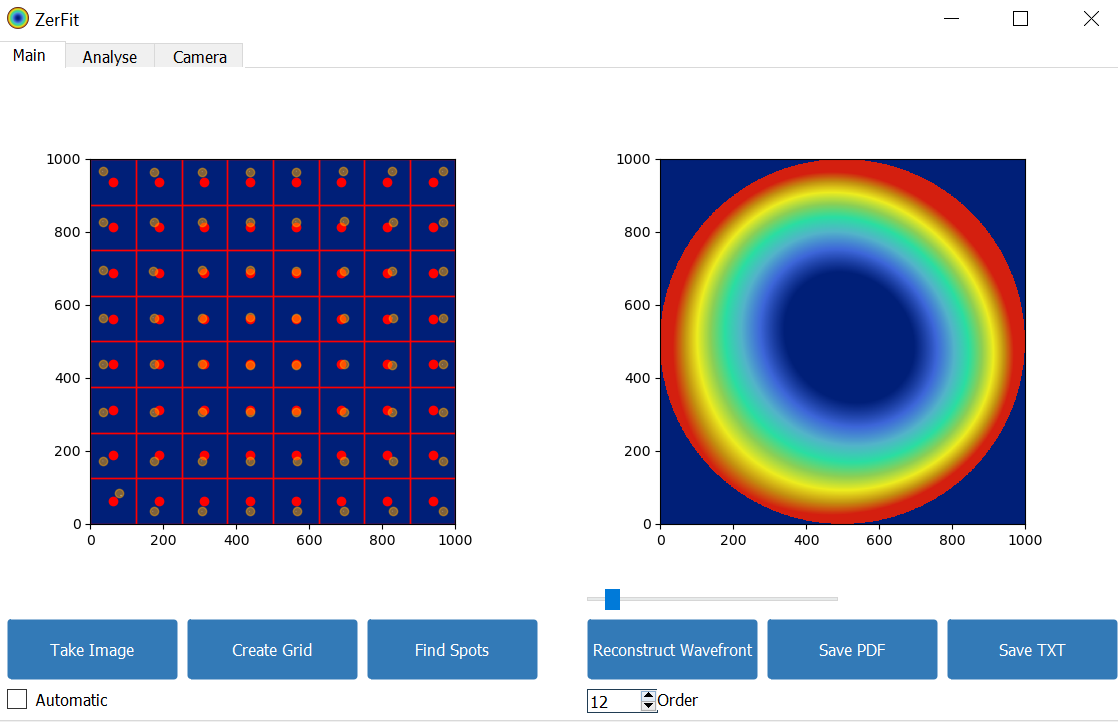 ZerFit
Main Analyse Camera
1000
800
600
400
200
0
0 200 400 600 800 1000
1000
800
600
400
200
0
0 200 400 600 800 1000
Take Image Create Grid Find Spots Reconstruct Wavefront Save PDF Save TXT
Automatic 12 Order